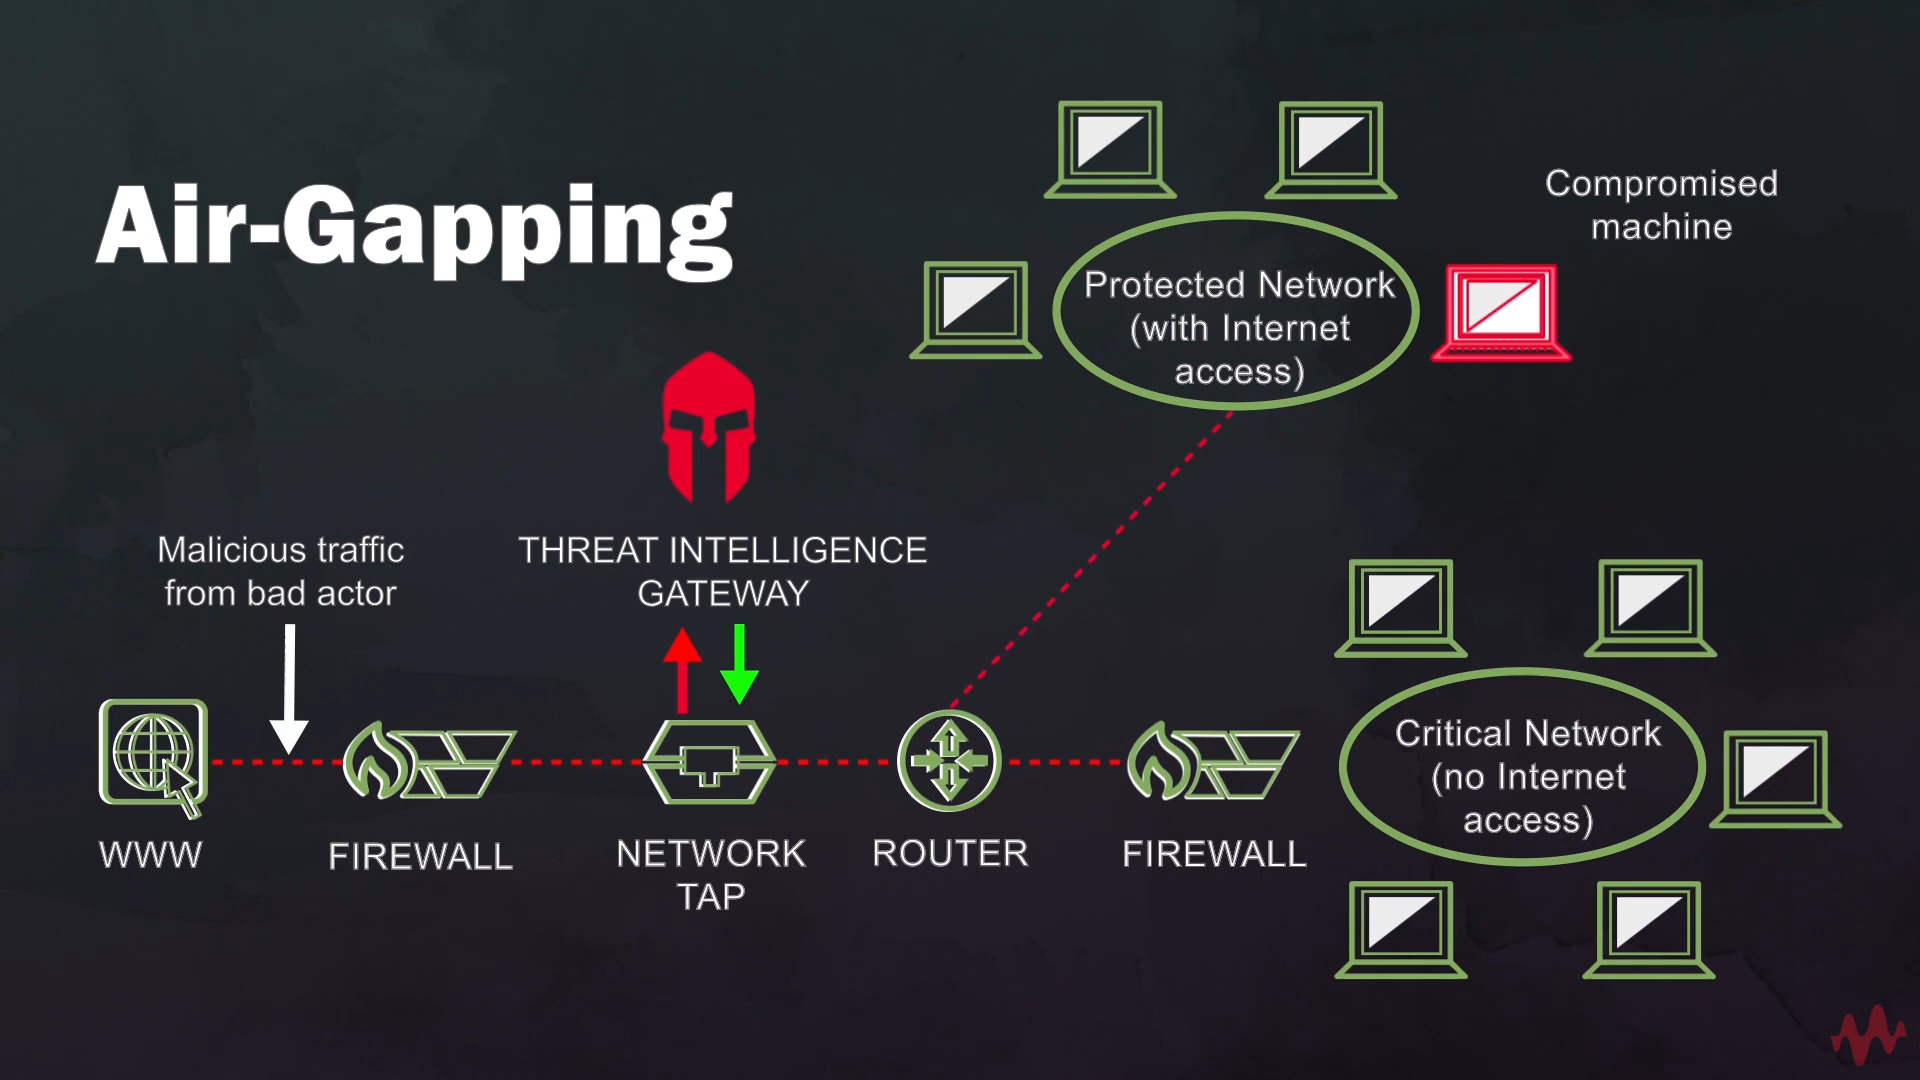 Air-Gapping
Compromised
machine
Protected Network
(with Internet
access)
Malicious traffic
from bad actor
THREAT INTELLIGENCE
GATEWAY
WWW
FIREWALL
NETWORK
TAP
ROUTER
FIREWALL
Critical Network
(no Internet
access)